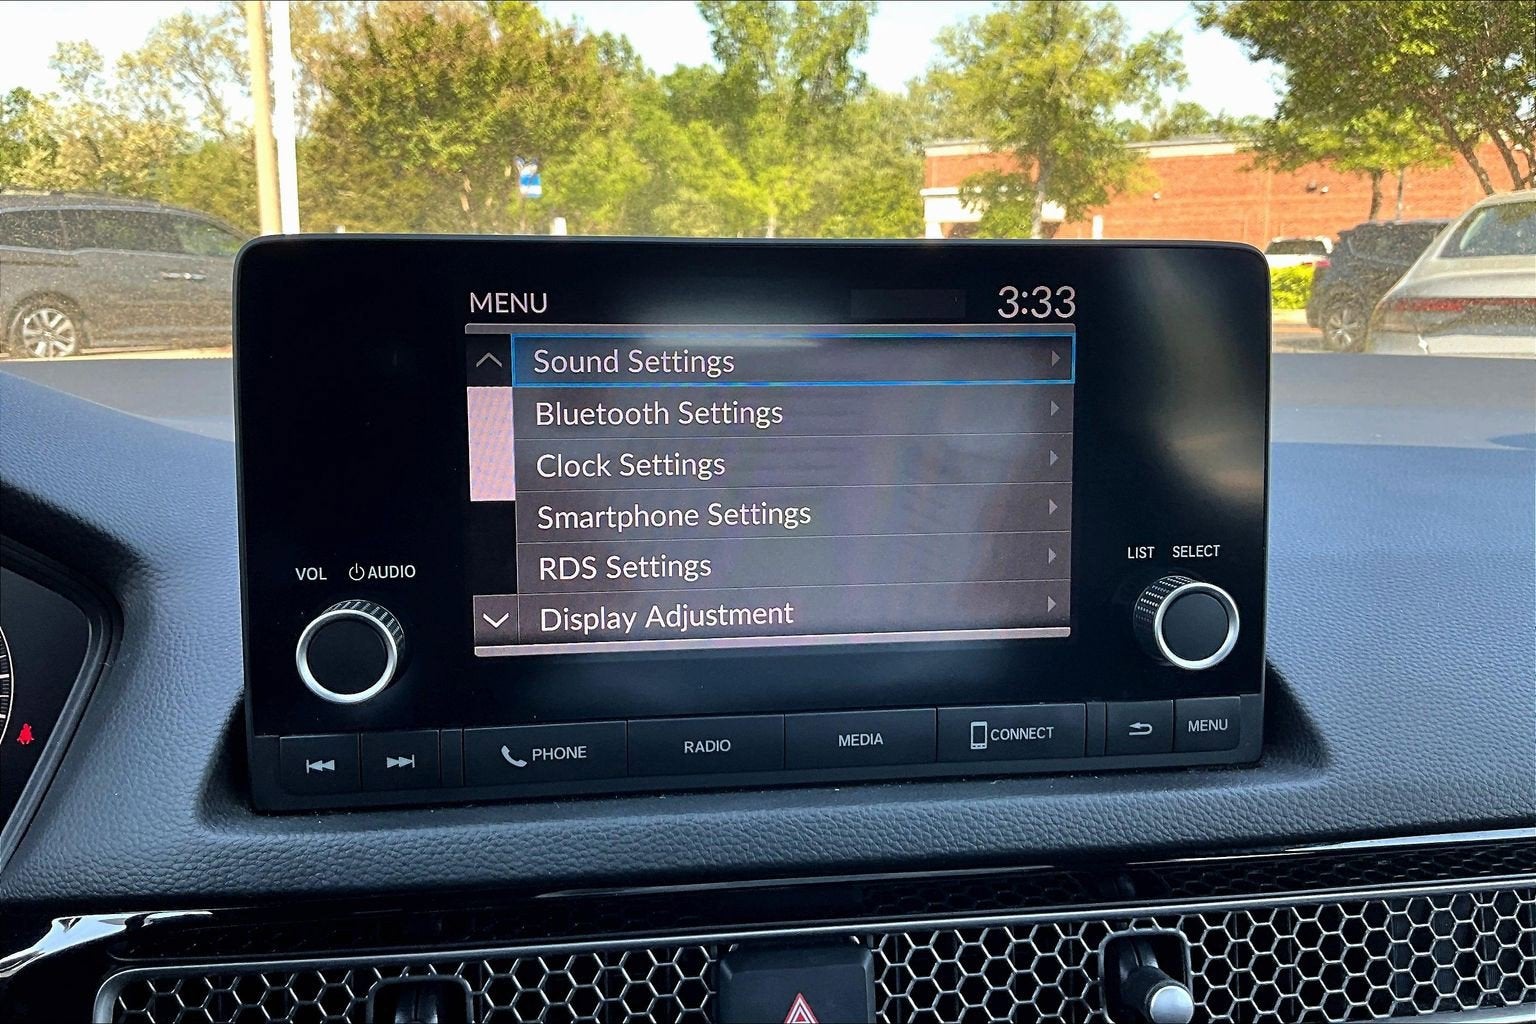 MENU 3:33
Sound Settings
Bluetooth Settings
Clock Settings
Smartphone Settings
RDS Settings
Display Adjustment
VOL AUDIO
LIST SELECT
PHONE RADIO MEDIA CONNECT MENU